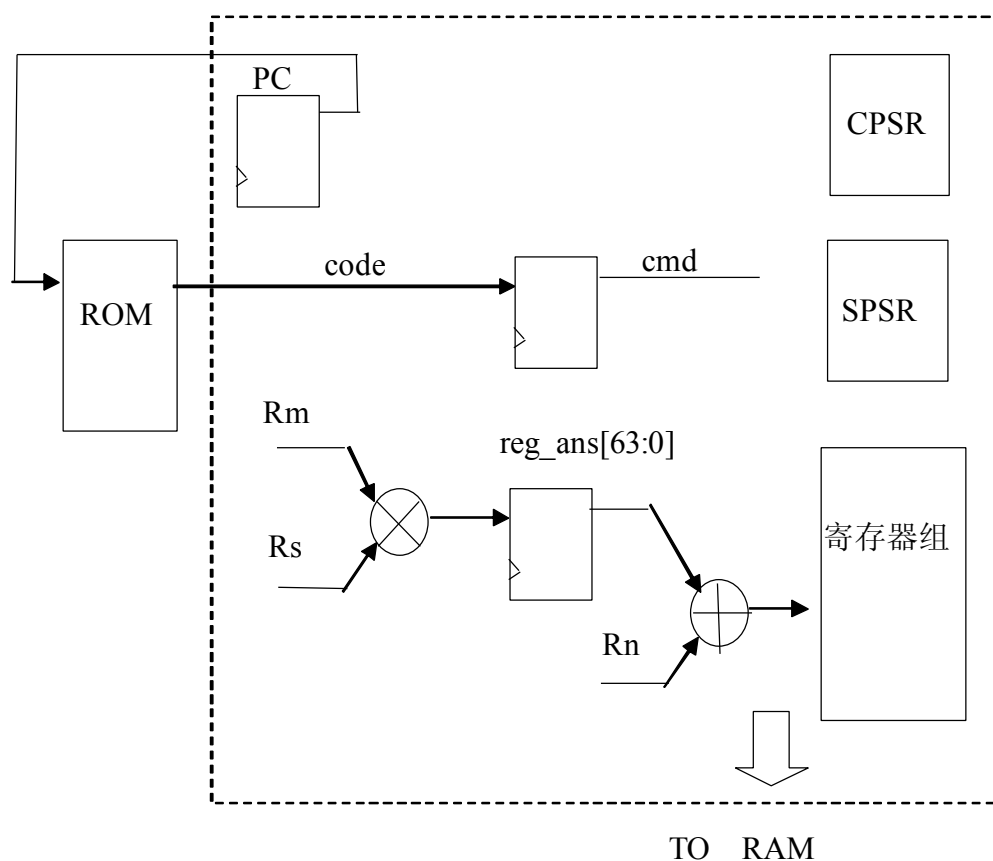 PC
CPSR
code
cmd
ROM
SPSR
Rm
reg_ans[63:0]
Rs
寄存器组
Rn
TO RAM